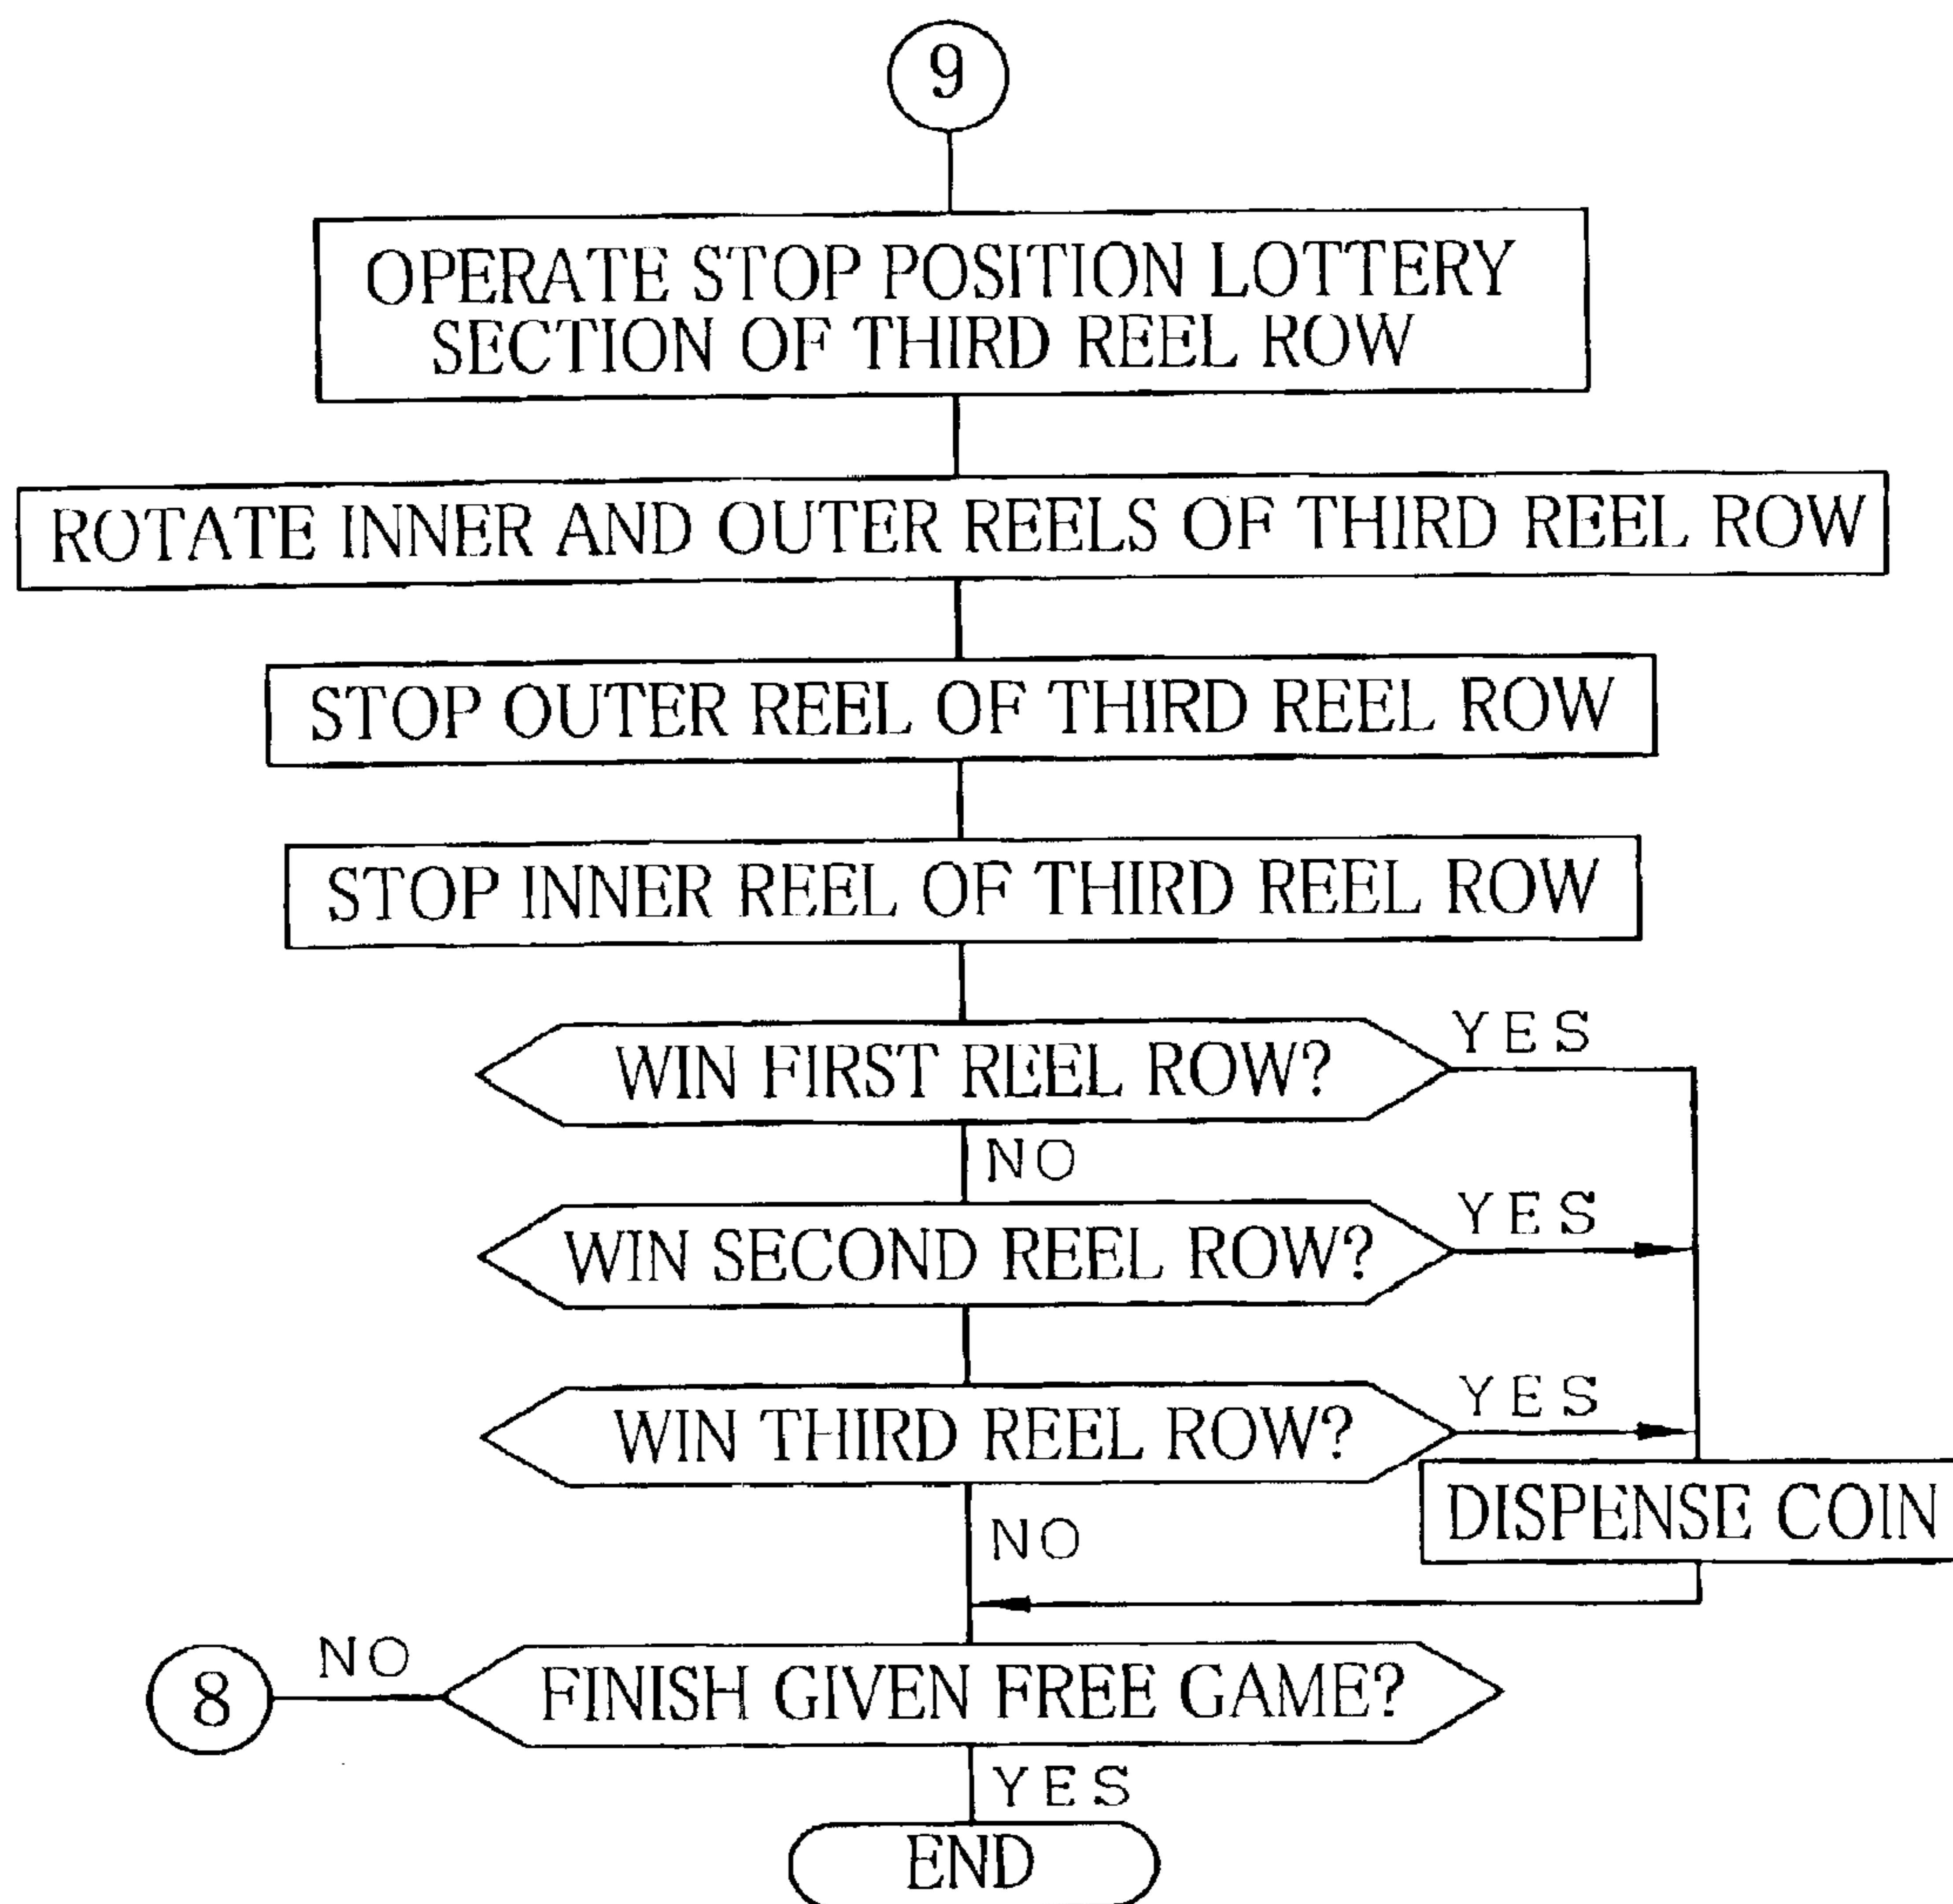 9
OPERATE STOP POSITION LOTTERY
SECTION OF THIRD REEL ROW
ROTATE INNER AND OUTER REELS OF THIRD REEL ROW
STOP OUTER REEL OF THIRD REEL ROW
STOP INNER REEL OF THIRD REEL ROW
WIN FIRST REEL ROW?
YES
NO
WIN SECOND REEL ROW?
YES
WIN THIRD REEL ROW?
YES
DISPENSE COIN
NO
8
NO
FINISH GIVEN FREE GAME?
YES
END